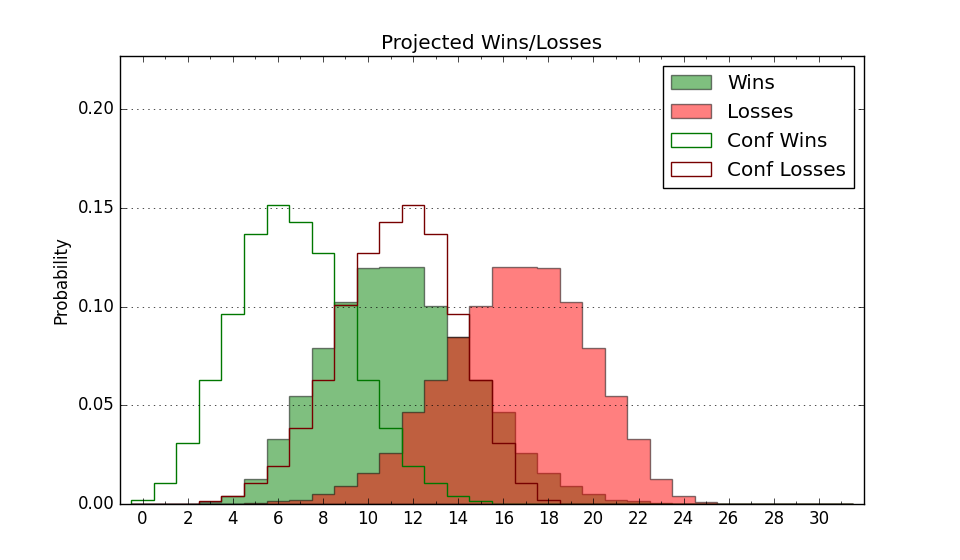 Projected Wins/Losses
Wins
Losses
Conf Wins
Conf Losses
Probability
0.20
0.15
0.10
0.05
0.00
0 2 4 6 8 10 12 14 16 18 20 22 24 26 28 30